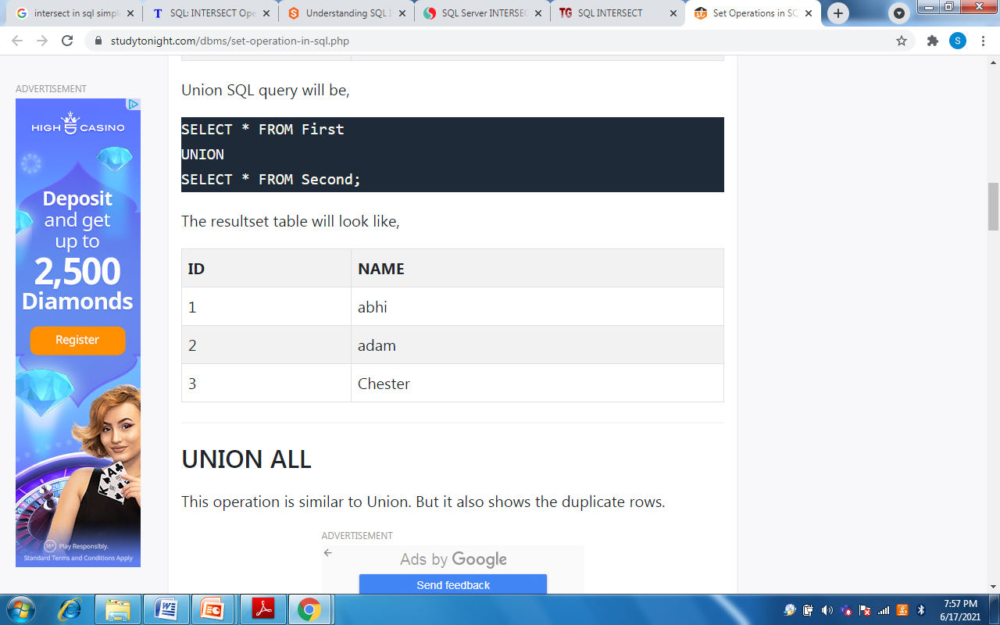 intersect in sql simpl
SQL: INTERSECT Ope
Understanding SQL I
SQL Server INTERSEC
TG SQL INTERSECT
Set Operations in SQ
studytonight.com/dbms/set-operation-in-sql.php
S
ADVERTISEMENT
HIGH 5 CASINO
Deposit
and get
up to
2,500
Diamonds
Register
K A
18+ Play Responsibly.
Standard Terms and Conditions Apply
Union SQL query will be,
SELECT * FROM First
UNION
SELECT * FROM Second;
The resultset table will look like,
ID NAME
1 abhi
2 adam
3 Chester
UNION ALL
This operation is similar to Union. But it also shows the duplicate rows.
ADVERTISEMENT
Ads by Google
Send feedback
7:57 PM
6/17/2021